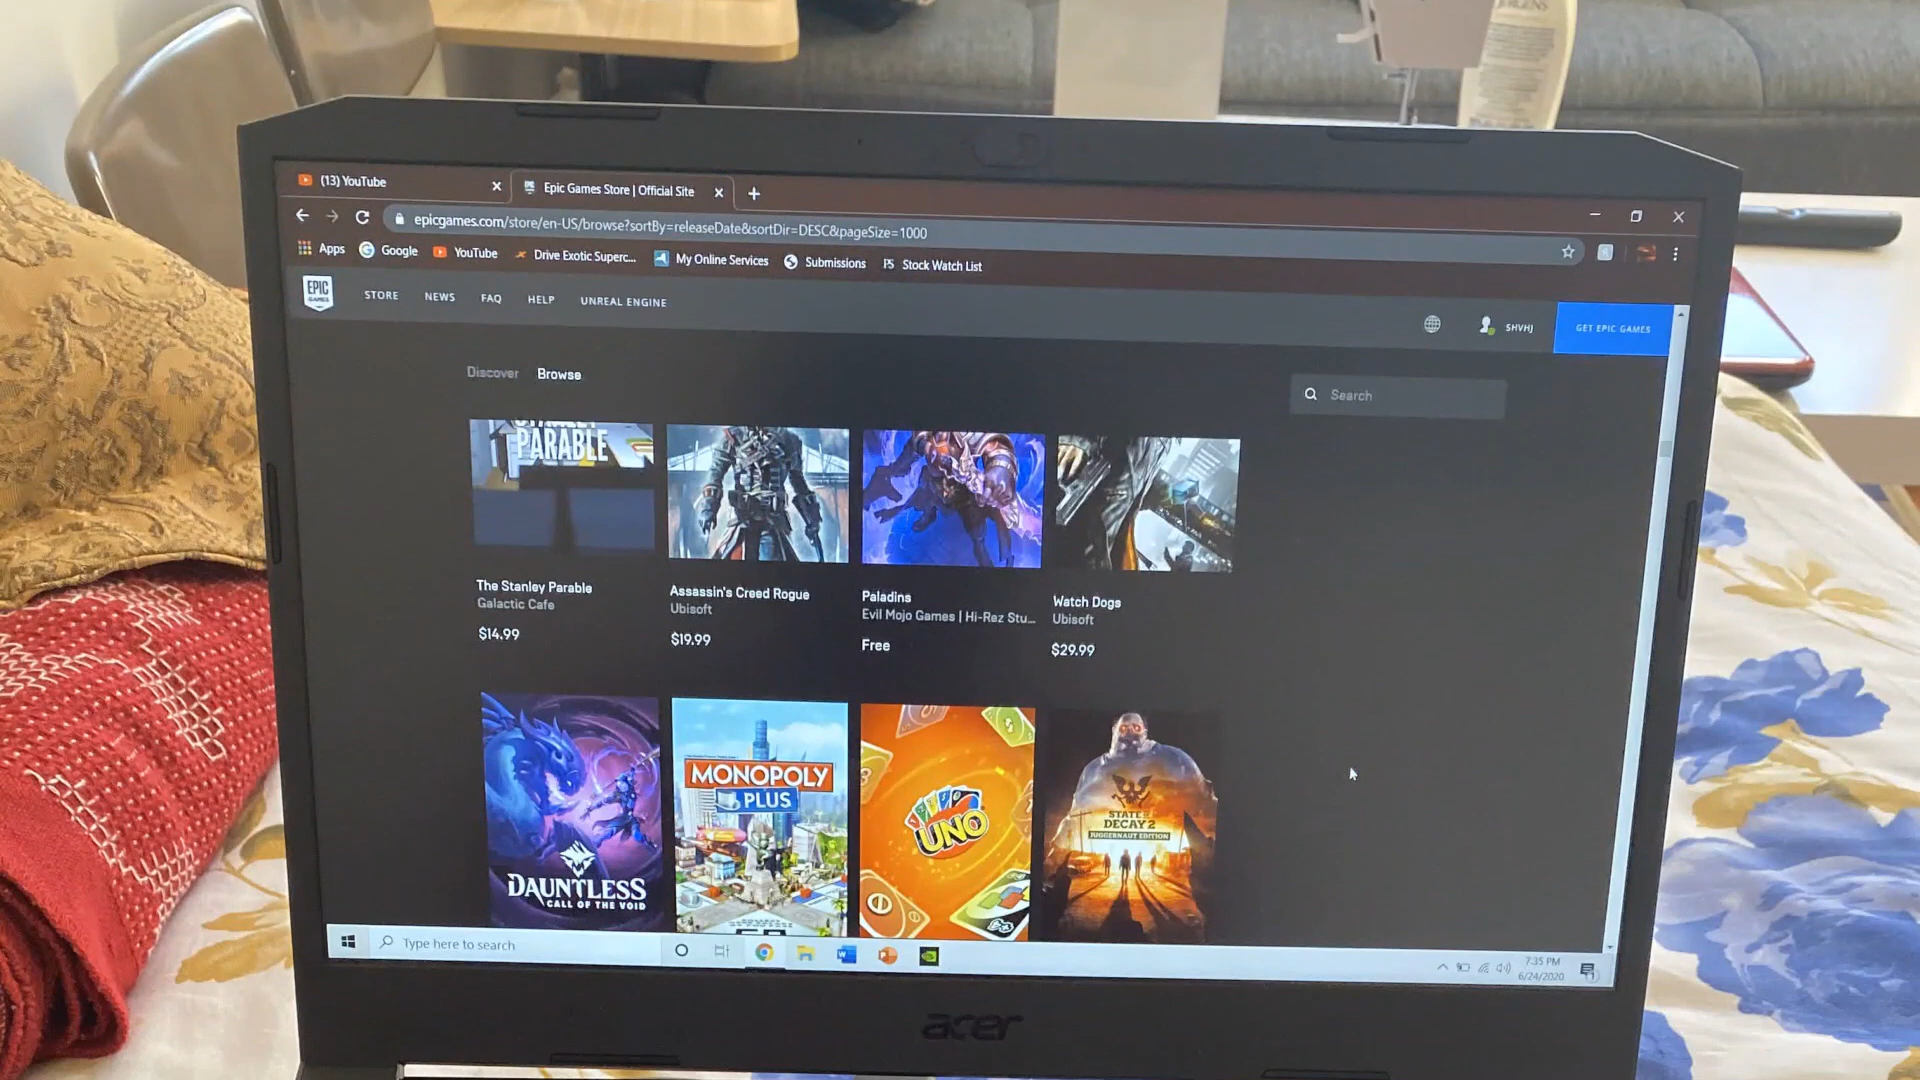 (13) YouTube
Epic Games Store | Official Site
epicgames.com/store/en-US/browse?sortBy=releaseDate&sortDir=DESC&pageSize=1000
Apps
Google
YouTube
Drive Exotic Superc...
My Online Services
Submissions
Stock Watch List
EPIC
GAMES
STORE
NEWS
FAQ
HELP
UNREAL ENGINE
SHVHJ
GET EPIC GAMES
Discover
Browse
Search
PARABLE
The Stanley Parable
Galactic Cafe
$14.99
Assassin's Creed Rogue
Ubisoft
$19.99
Paladins
Evil Mojo Games | Hi-Rez Stu...
Free
Watch Dogs
Ubisoft
$29.99
DAUNTLESS
CALL OF THE VOID
MONOPOLY
PLUS
UNO
STATE OF
DECAY 2
JUGGERNAUT EDITION
Type here to search
7:35 PM
6/24/2020
acer